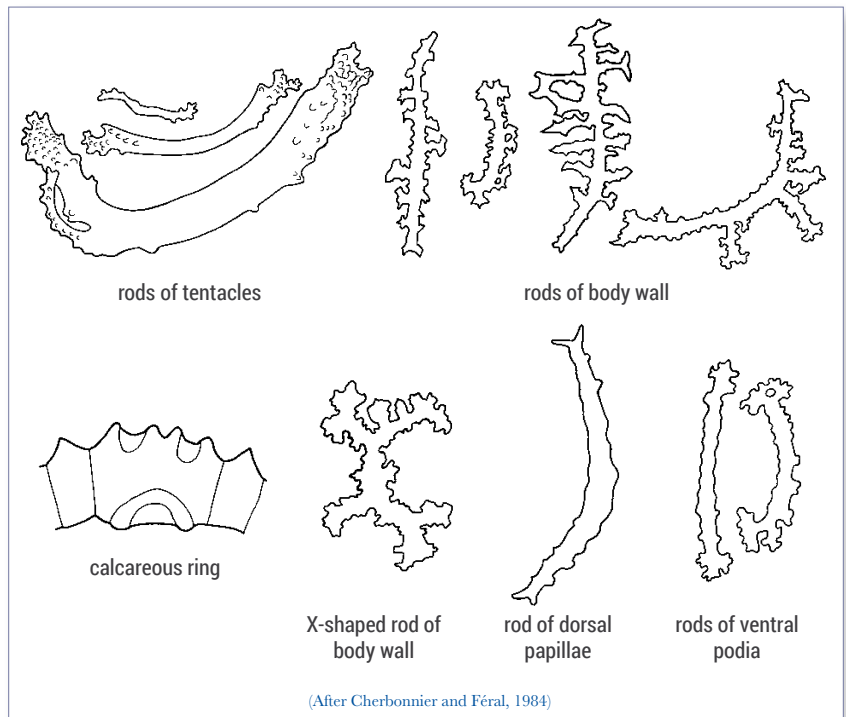 rods of tentacles
rods of body wall
calcareous ring
X-shaped rod of
body wall
rod of dorsal
papillae
rods of ventral
podia
(After Cherbonnier and Féral, 1984)